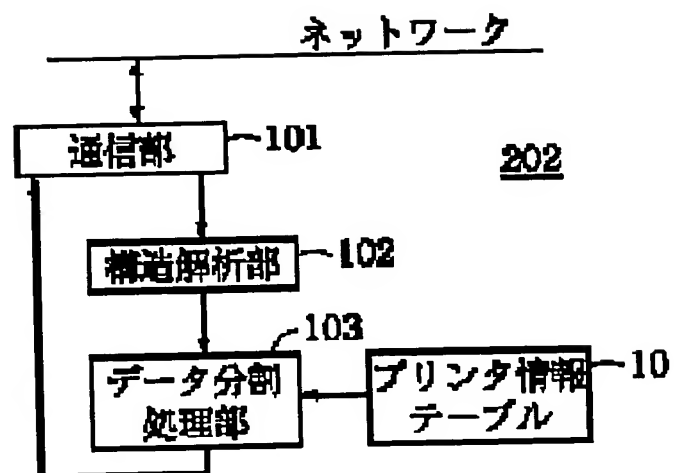 ネットワーク
通信部
101
202
構造解析部
102
103
データ分割
処理部
プリンタ情報
テーブル
10